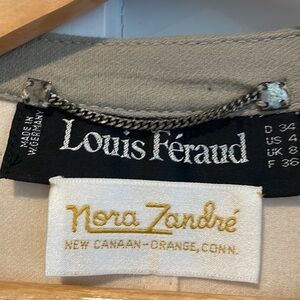 MADE IN
W. GERMANY
Louis Féraud
D 34
US 4
UK 8
F 36
Nora Zandré
NEW CANAAN-ORANGE, CONN.